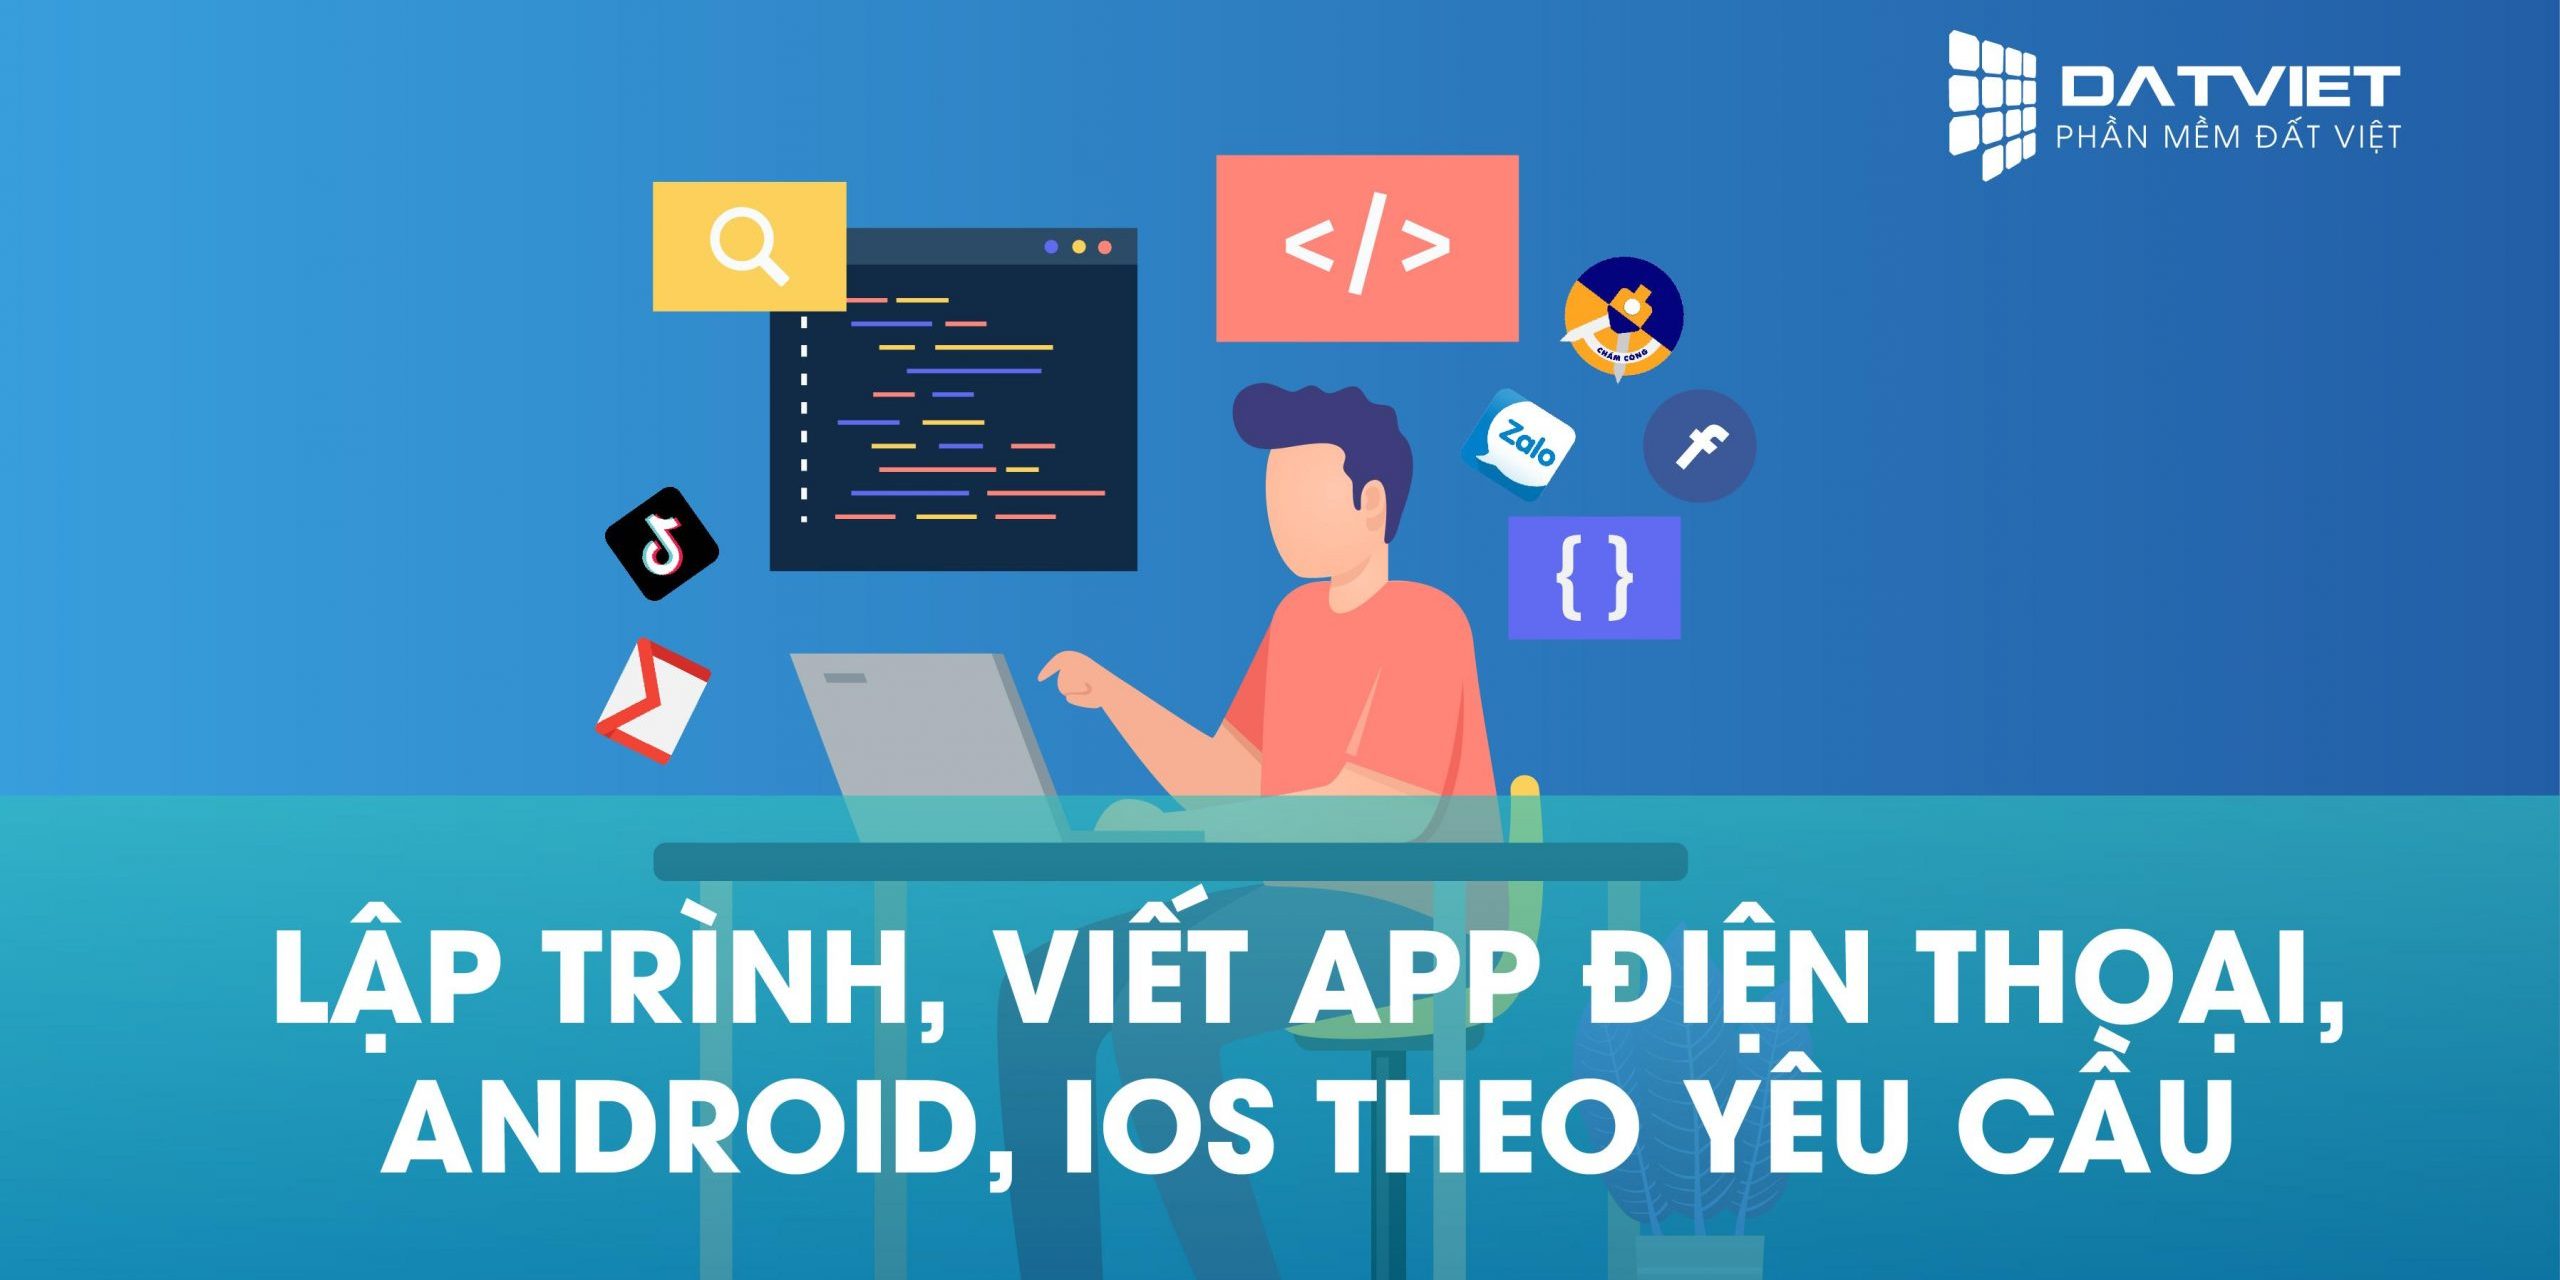 DATVIET
PHẦN MỀM ĐẤT VIỆT
</>
CHẤM CÔNG
Zalo
f
{ }
LẬP TRÌNH, VIẾT APP ĐIỆN THOẠI,
ANDROID, IOS THEO YÊU CẦU